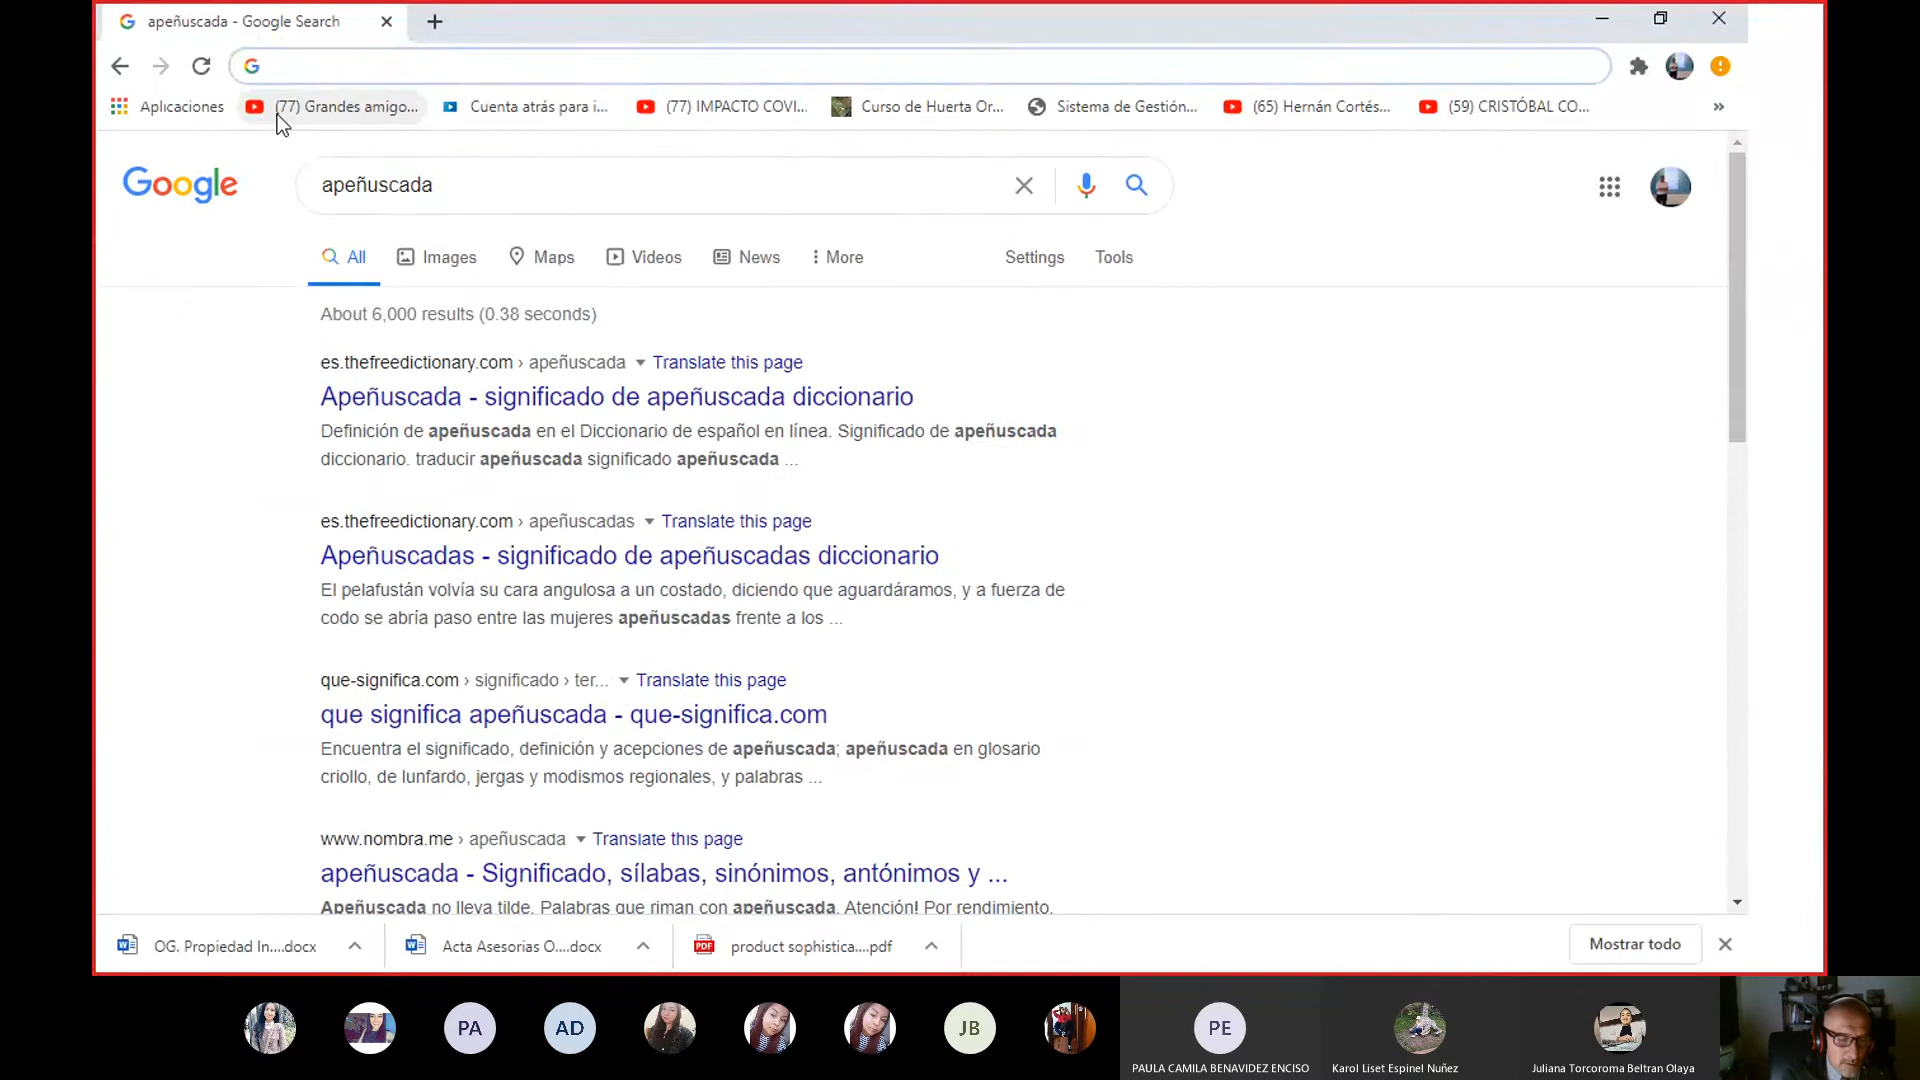 apeñuscada - Google Search
Aplicaciones
(77) Grandes amigo...
Cuenta atrás para i...
(77) IMPACTO COVI...
Curso de Huerta Or...
Sistema de Gestión...
(65) Hernán Cortés...
(59) CRISTÓBAL CO...
»
Google
apeñuscada
All
Images
Maps
Videos
News
More
Settings
Tools
About 6,000 results (0.38 seconds)
es.thefreedictionary.com › apeñuscada Translate this page
Apeñuscada - significado de apeñuscada diccionario
Definición de apeñuscada en el Diccionario de español en línea. Significado de apeñuscada
diccionario. traducir apeñuscada significado apeñuscada ...
es.thefreedictionary.com › apeñuscadas Translate this page
Apeñuscadas - significado de apeñuscadas diccionario
El pelafustán volvía su cara angulosa a un costado, diciendo que aguardáramos, y a fuerza de
codo se abría paso entre las mujeres apeñuscadas frente a los ...
que-significa.com › significado › ter... Translate this page
que significa apeñuscada - que-significa.com
Encuentra el significado, definición y acepciones de apeñuscada; apeñuscada en glosario
criollo, de lunfardo, jergas y modismos regionales, y palabras ...
www.nombra.me › apeñuscada Translate this page
apeñuscada - Significado, sílabas, sinónimos, antónimos y ...
Apeñuscada no lleva tilde. Palabras que riman con apeñuscada. Atención! Por rendimiento,
OG. Propiedad In....docx
Acta Asesorias O....docx
PDF
product sophistica....pdf
Mostrar todo
PA
AD
JB
PE
PAULA CAMILA BENAVIDEZ ENCISO
Karol Liset Espinel Nuñez
Juliana Torcoroma Beltran Olaya